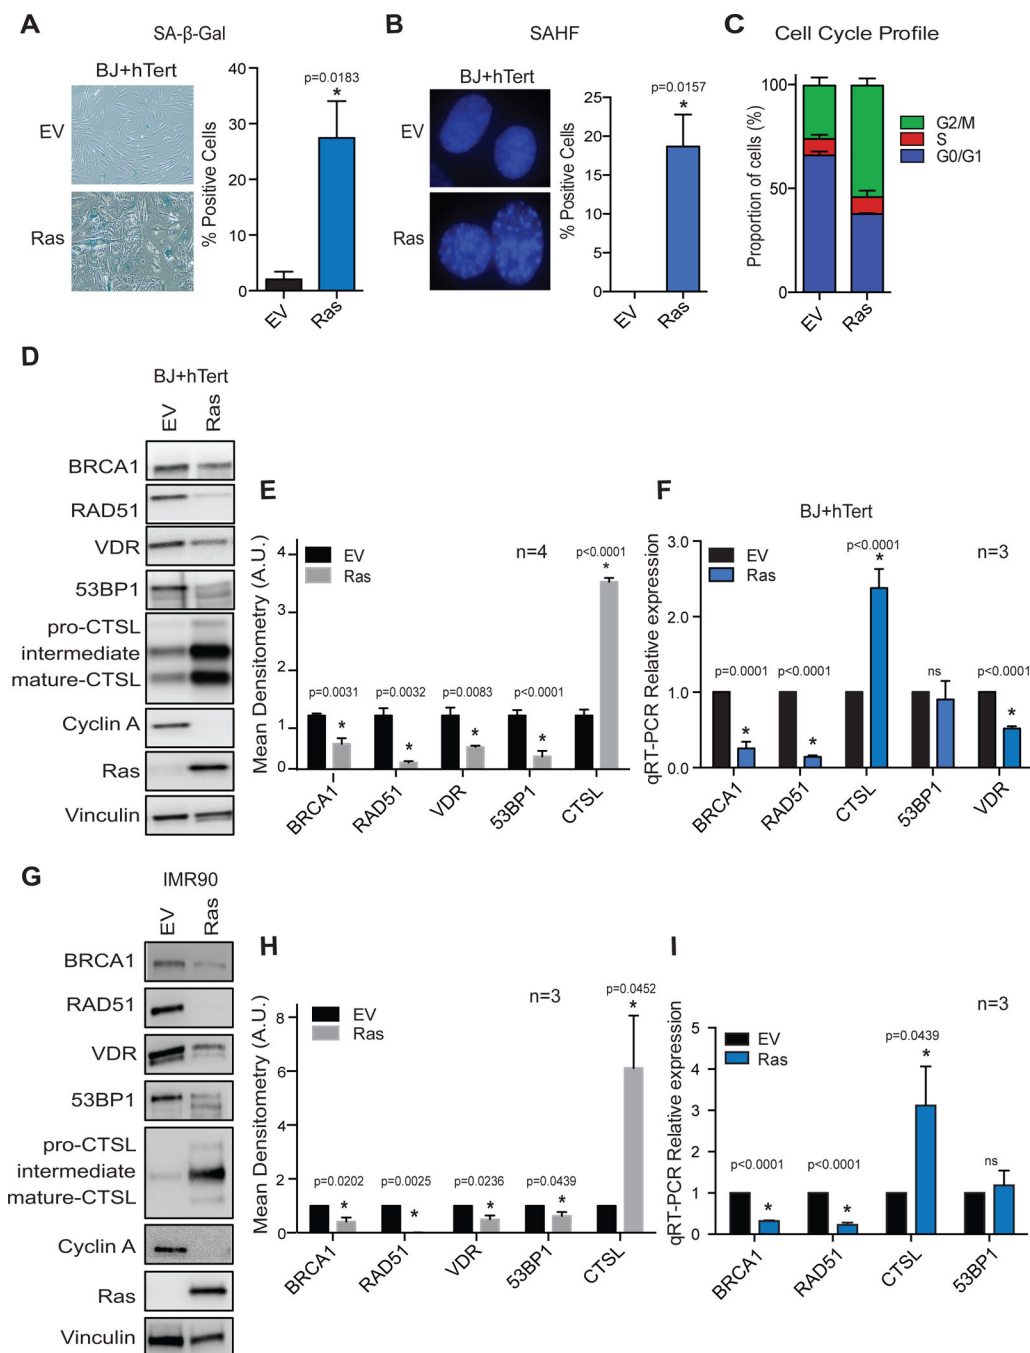 A
SA-β-Gal
BJ+hTert
EV
Ras
% Positive Cells
40
30
20
10
0
p=0.0183
*
EV
Ras
B
SAHF
BJ+hTert
EV
Ras
% Positive Cells
25
20
15
10
5
0
p=0.0157
*
EV
Ras
C
Cell Cycle Profile
Proportion of cells (%)
100
50
0
G2/M
S
G0/G1
EV
Ras
D
BJ+hTert
EV
Ras
BRCA1
RAD51
VDR
53BP1
pro-CTSL
intermediate
mature-CTSL
Cyclin A
Ras
Vinculin
E
Mean Densitometry (A.U.)
4
3
2
1
0
EV
Ras
n=4
p=0.0031
*
p=0.0032
*
p=0.0083
*
p<0.0001
*
p<0.0001
*
BRCA1
RAD51
VDR
53BP1
CTSL
F
BJ+hTert
qRT-PCR Relative expression
3.0
2.0
1.0
0.0
EV
Ras
n=3
p=0.0001
*
p<0.0001
*
p<0.0001
*
ns
p<0.0001
*
BRCA1
RAD51
CTSL
53BP1
VDR
G
IMR90
EV
Ras
BRCA1
RAD51
VDR
53BP1
pro-CTSL
intermediate
mature-CTSL
Cyclin A
Ras
Vinculin
H
Mean Densitometry (A.U.)
8
6
4
2
0
EV
Ras
n=3
p=0.0202
*
p=0.0025
*
p=0.0236
*
p=0.0439
*
p=0.0452
*
BRCA1
RAD51
VDR
53BP1
CTSL
I
qRT-PCR Relative expression
5
4
3
2
1
0
EV
Ras
n=3
p<0.0001
*
p<0.0001
*
p=0.0439
*
ns
BRCA1
RAD51
CTSL
53BP1